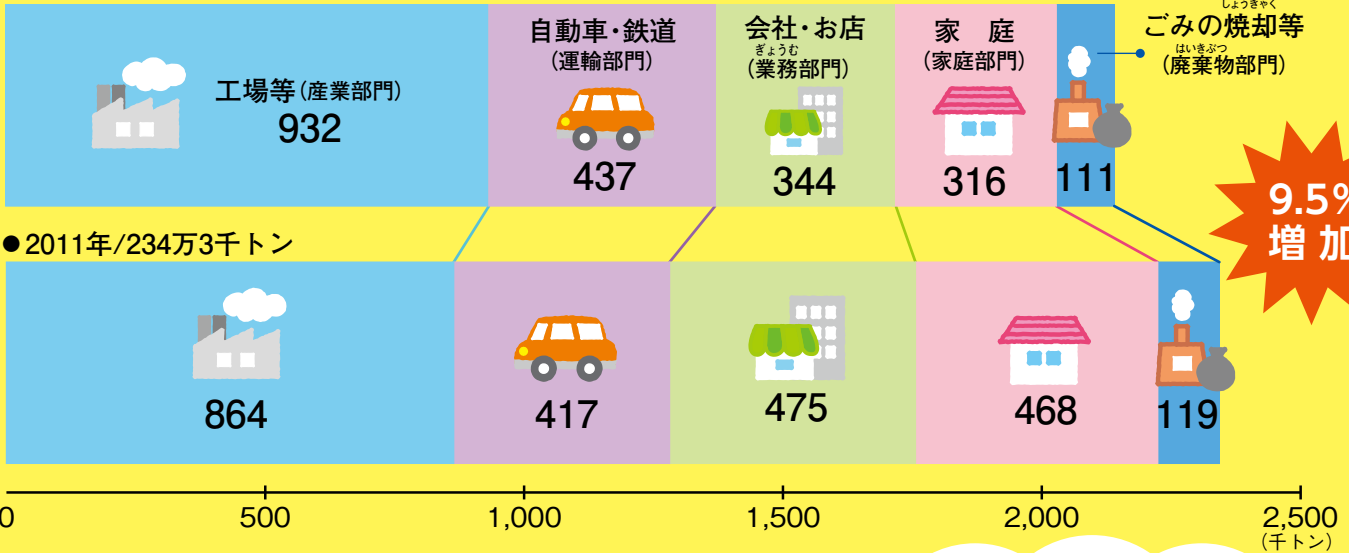 しょうきゃく
ごみの焼却等
はいきぶつ
(廃棄物部門)
自動車・鉄道
(運輸部門)
会社・お店
ぎょうむ
(業務部門)
家 庭
(家庭部門)
工場等(産業部門)
932
437
344
316
111
9.5%
増 加
●2011年/234万3千トン
864
417
475
468
119
0
500
1,000
1,500
2,000
2,500
(千トン)